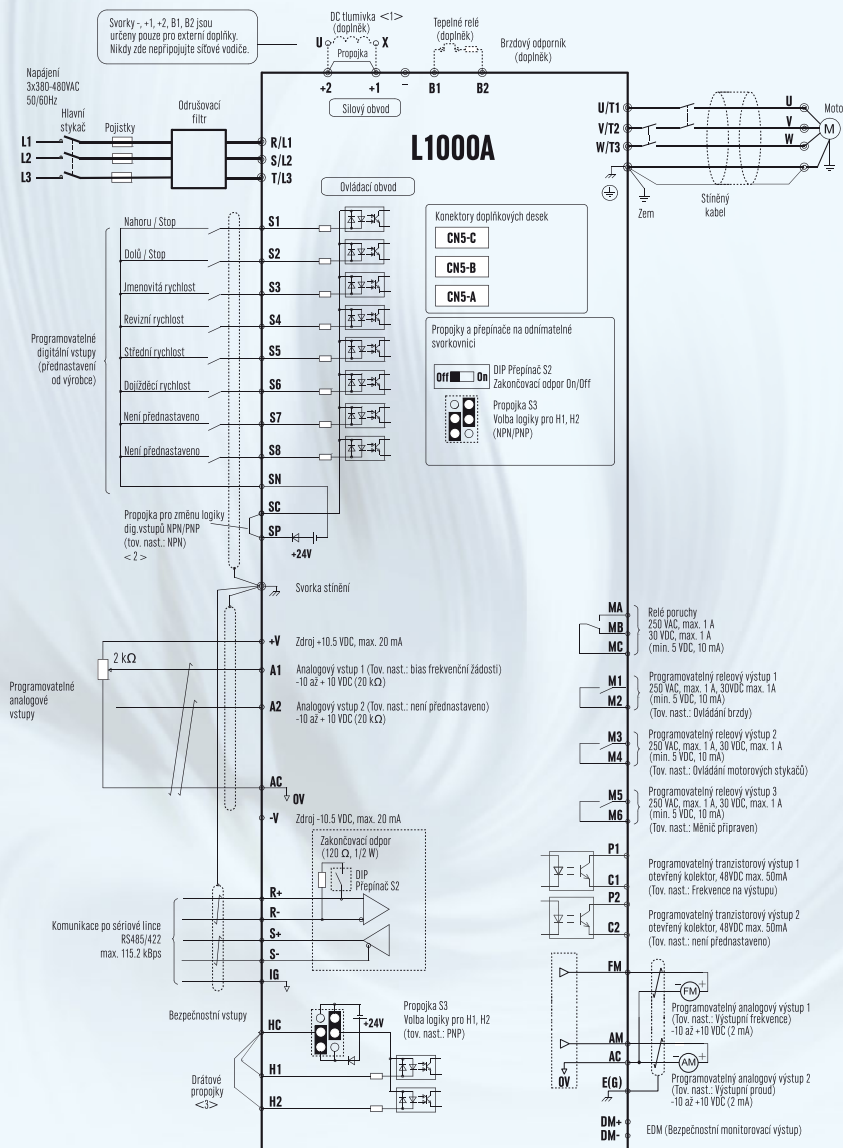 Svorky -, +1, +2, B1, B2 jsou
určeny pouze pro externí doplňky.
Nikdy zde nepřipojujte síťové vodiče.
DC tlumivka <1>
(doplněk)
U X
Propojka
+2 +1 –
Tepelné relé
(doplněk)
B1 B2
Brzdový odporník
(doplněk)
Silový obvod
Napájení
3x380-480VAC
50/60Hz
Hlavní
stykač
Pojistky
Odrušovací
filtr
L1
L2
L3
R/L1
S/L2
T/L3
L1000A
U/T1
V/T2
W/T3
U
V
W
Moto
M
Zem
Stíněný
kabel
Ovládací obvod
Programovatelné
digitální vstupy
(přednastavení
od výrobce)
Nahoru / Stop S1
Dolů / Stop S2
Jmenovitá rychlost S3
Revizní rychlost S4
Střední rychlost S5
Dojížděcí rychlost S6
Není přednastaveno S7
Není přednastaveno S8
SN
SC
SP
+24V
Propojka pro změnu logiky
dig.vstupů NPN/PNP
(tov. nast.: NPN)
< 2 >
Konektory doplňkových desek
CN5-C
CN5-B
CN5-A
Propojky a přepínače na odnímatelné
svorkovnici
Off On
DIP Přepínač S2
Zakončovací odpor On/Off
Propojka S3
Volba logiky pro H1, H2
(NPN/PNP)
Svorka stínění
Programovatelné
analogové
vstupy
2 kΩ
+V Zdroj +10.5 VDC, max. 20 mA
A1 Analogový vstup 1 (Tov. nast.: bias frekvenční žádosti)
-10 až + 10 VDC (20 kΩ)
A2 Analogový vstup 2 (Tov. nast.: není přednastaveno)
-10 až + 10 VDC (20 kΩ)
AC
0V
-V Zdroj -10.5 VDC, max. 20 mA
Zakončovací odpor
(120 Ω, 1/2 W)
DIP
Přepínač S2
Komunikace po sériové lince
RS485/422
max. 115.2 kBps
R+
R-
S+
S-
IG
Bezpečnostní vstupy
HC
H1
H2
+24V
Propojka S3
Volba logiky pro H1, H2
(tov. nast.: PNP)
Drátové
propojky
<3>
MA
MB
MC
Relé poruchy
250 VAC, max. 1 A
30 VDC, max. 1 A
(min. 5 VDC, 10 mA)
M1
M2
Programovatelný releový výstup 1
250 VAC, max. 1 A, 30VDC max. 1A
(min. 5 VDC, 10 mA)
(Tov. nast.: Ovládání brzdy)
M3
M4
Programovatelný releový výstup 2
250 VAC, max. 1 A, 30 VDC, max. 1 A
(min. 5 VDC, 10 mA)
(Tov. nast.: Ovládání motorových stykačů)
M5
M6
Programovatelný releový výstup 3
250 VAC, max. 1 A, 30 VDC, max. 1 A
(min. 5 VDC, 10 mA)
(Tov. nast.: Měnič připraven)
P1
C1
Programovatelný tranzistorový výstup 1
otevřený kolektor, 48VDC max. 50mA
(Tov. nast.: Frekvence na výstupu)
P2
C2
Programovatelný tranzistorový výstup 2
otevřený kolektor, 48VDC max. 50mA
(Tov. nast.: není přednastaveno)
FM
FM +
Programovatelný analogový výstup 1
(Tov. nast.: Výstupní frekvence)
-10 až +10 VDC (2 mA)
AM
AC
0V
E(G)
AM +
Programovatelný analogový výstup 2
(Tov. nast.: Výstupní proud)
-10 až +10 VDC (2 mA)
DM+
DM-
EDM (Bezpečnostní monitorovací výstup)